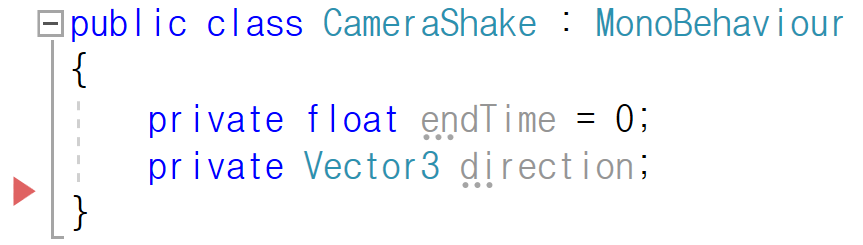 public class CameraShake : MonoBehaviour
{
    private float endTime = 0;
    private Vector3 direction;
}